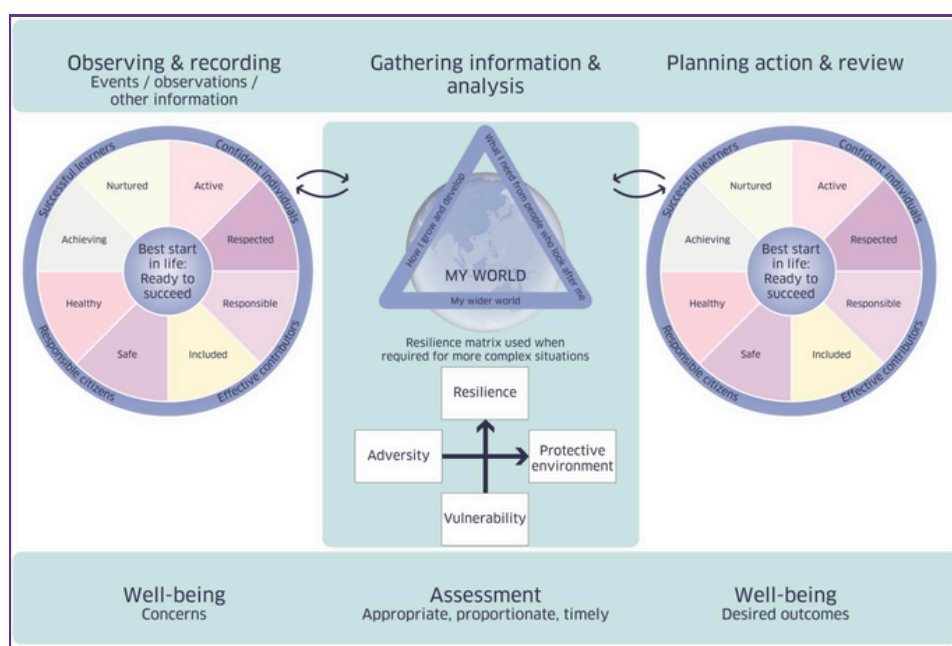 Observing & recording
Events / observations /
other information
Gathering information &
analysis
Planning action & review
Successful learners
Confident individuals
Nurtured
Active
Achieving
Respected
Best start
in life:
Ready to
succeed
Healthy
Responsible
Safe
Included
Responsible citizens
Effective contributors
How I grow and develop
What I need from people who look after me
MY WORLD
My wider world
Resilience matrix used when
required for more complex situations
Resilience
Adversity
Protective
environment
Vulnerability
Successful learners
Confident individuals
Nurtured
Active
Achieving
Respected
Best start
in life:
Ready to
succeed
Healthy
Responsible
Safe
Included
Responsible citizens
Effective contributors
Well-being
Concerns
Assessment
Appropriate, proportionate, timely
Well-being
Desired outcomes